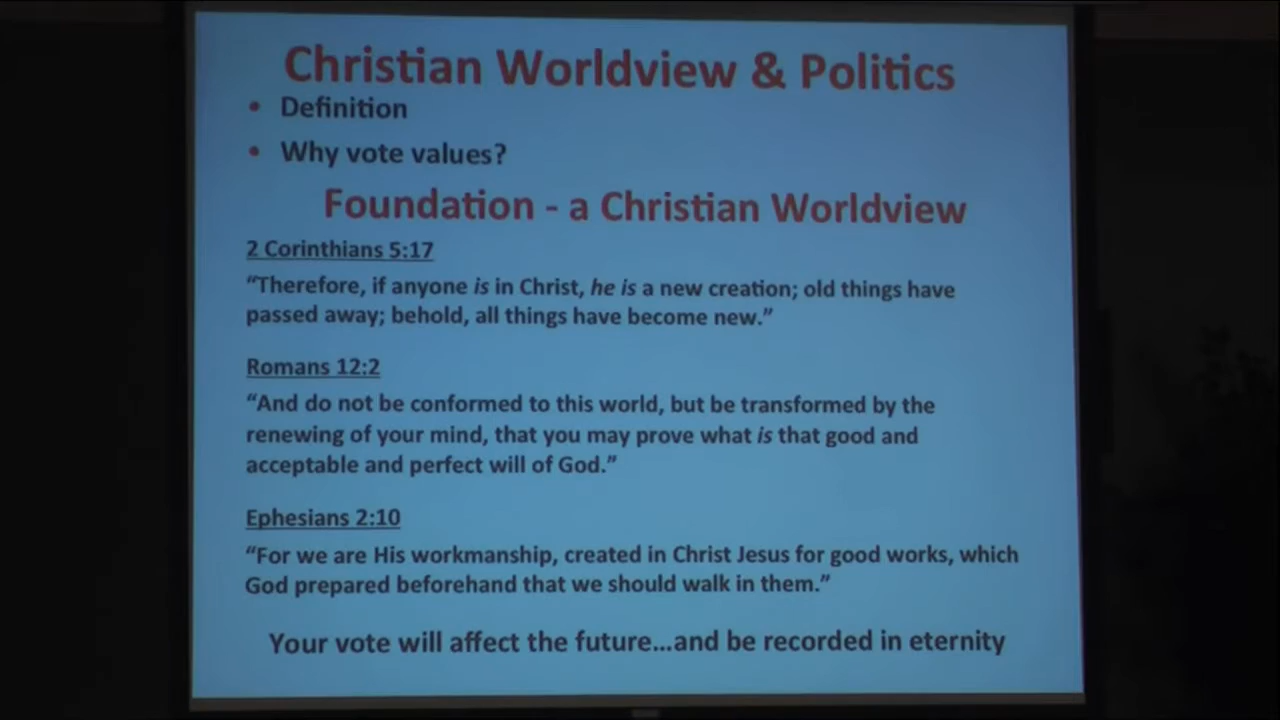 Christian Worldview & Politics
• Definition
• Why vote values?
Foundation - a Christian Worldview
2 Corinthians 5:17
“Therefore, if anyone is in Christ, he is a new creation; old things have
passed away; behold, all things have become new.”
Romans 12:2
“And do not be conformed to this world, but be transformed by the
renewing of your mind, that you may prove what is that good and
acceptable and perfect will of God.”
Ephesians 2:10
“For we are His workmanship, created in Christ Jesus for good works, which
God prepared beforehand that we should walk in them.”
Your vote will affect the future...and be recorded in eternity